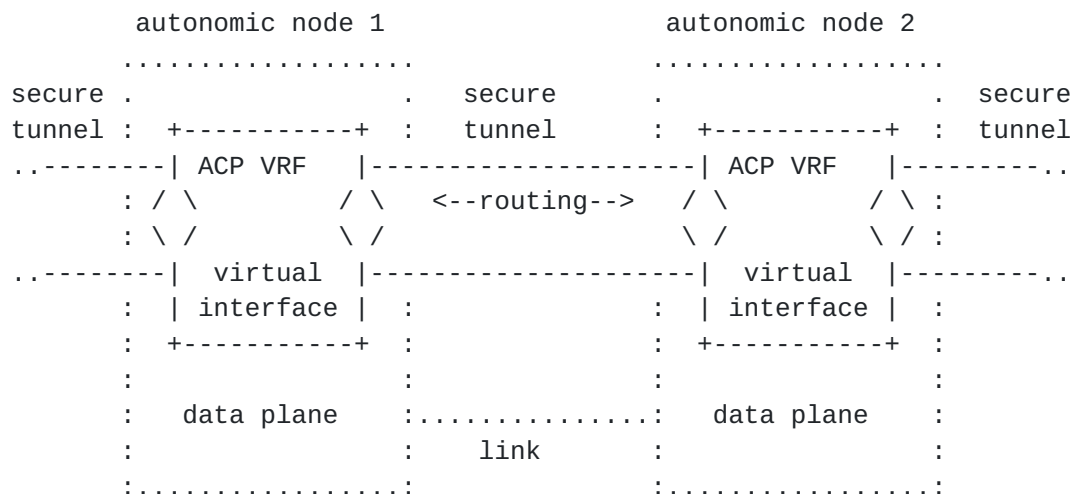 autonomic node 1                  autonomic node 2
secure                  secure                  secure
tunnel                  tunnel                  tunnel
ACP VRF                  ACP VRF
<--routing-->
virtual                  virtual
interface                  interface
data plane                  data plane
link